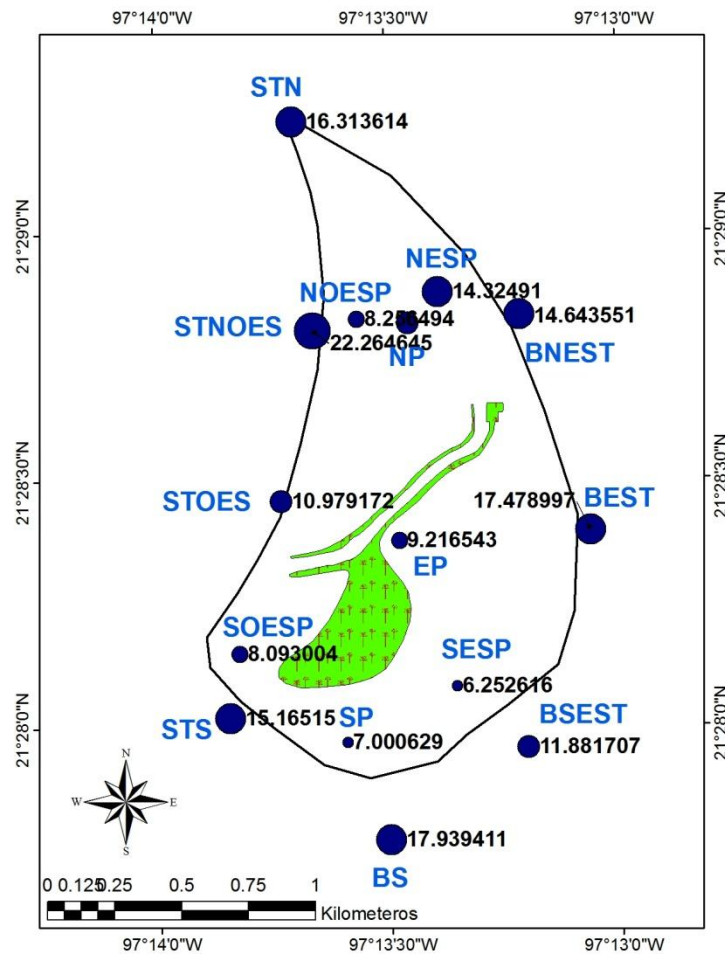 97°14'0"W 97°13'30"W 97°13'0"W
STN
16.313614
21°29'0"N
21°29'0"N
NESP
14.32491
NOESP
8.256494
STNOES
14.643551
22.264645
NP
BNEST
21°28'30"N
21°28'30"N
STOES
10.979172
17.478997
BEST
9.216543
EP
SOESP
8.093004
SESP
6.252616
STS
15.16515
SP
7.000629
BSEST
11.881707
21°28'0"N
21°28'0"N
N
W E
S
17.939411
BS
0 0.125 0.25 0.5 0.75 1
Kilometeros
97°14'0"W 97°13'30"W 97°13'0"W